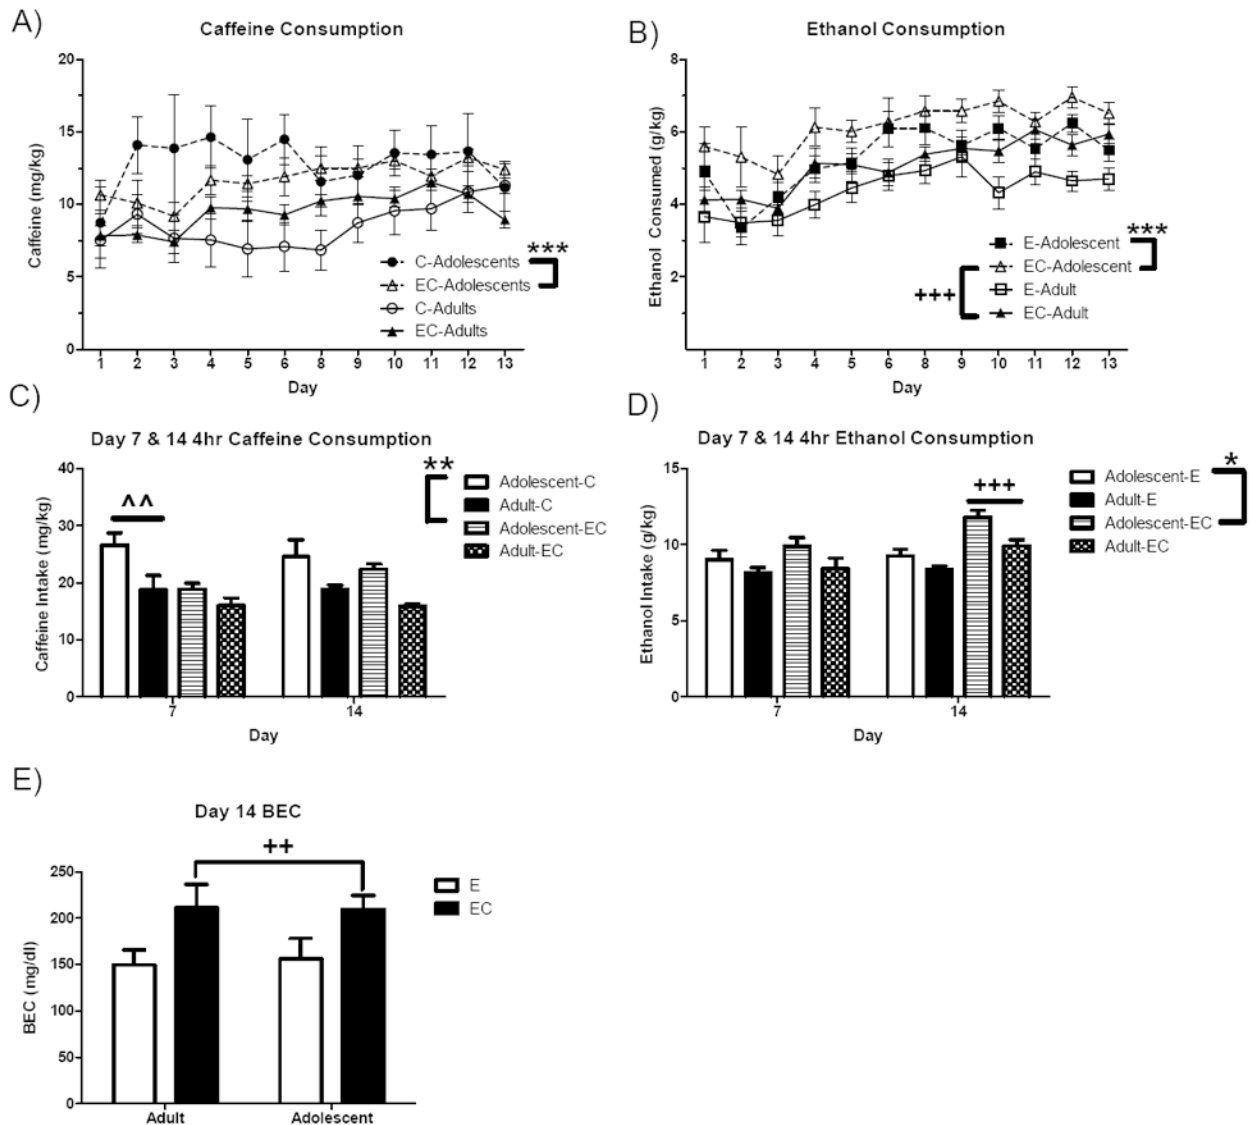 A)
Caffeine Consumption
Caffeine (mg/kg)
20
15
10
5
0
1 2 3 4 5 6 8 9 10 11 12 13
Day
C-Adolescents
EC-Adolescents
C-Adults
EC-Adults
***
B)
Ethanol Consumption
Ethanol Consumed (g/kg)
8
6
4
2
1 2 3 4 5 6 8 9 10 11 12 13
Day
E-Adolescent
EC-Adolescent
E-Adult
EC-Adult
***
+++
C)
Day 7 & 14 4hr Caffeine Consumption
Caffeine Intake (mg/kg)
40
30
20
10
0
^^
7 14
Day
**
Adolescent-C
Adult-C
Adolescent-EC
Adult-EC
D)
Day 7 & 14 4hr Ethanol Consumption
Ethanol Intake (g/kg)
15
10
5
0
+++
7 14
Day
*
Adolescent-E
Adult-E
Adolescent-EC
Adult-EC
E)
Day 14 BEC
BEC (mg/dl)
250
200
150
100
50
0
++
Adult Adolescent
E
EC